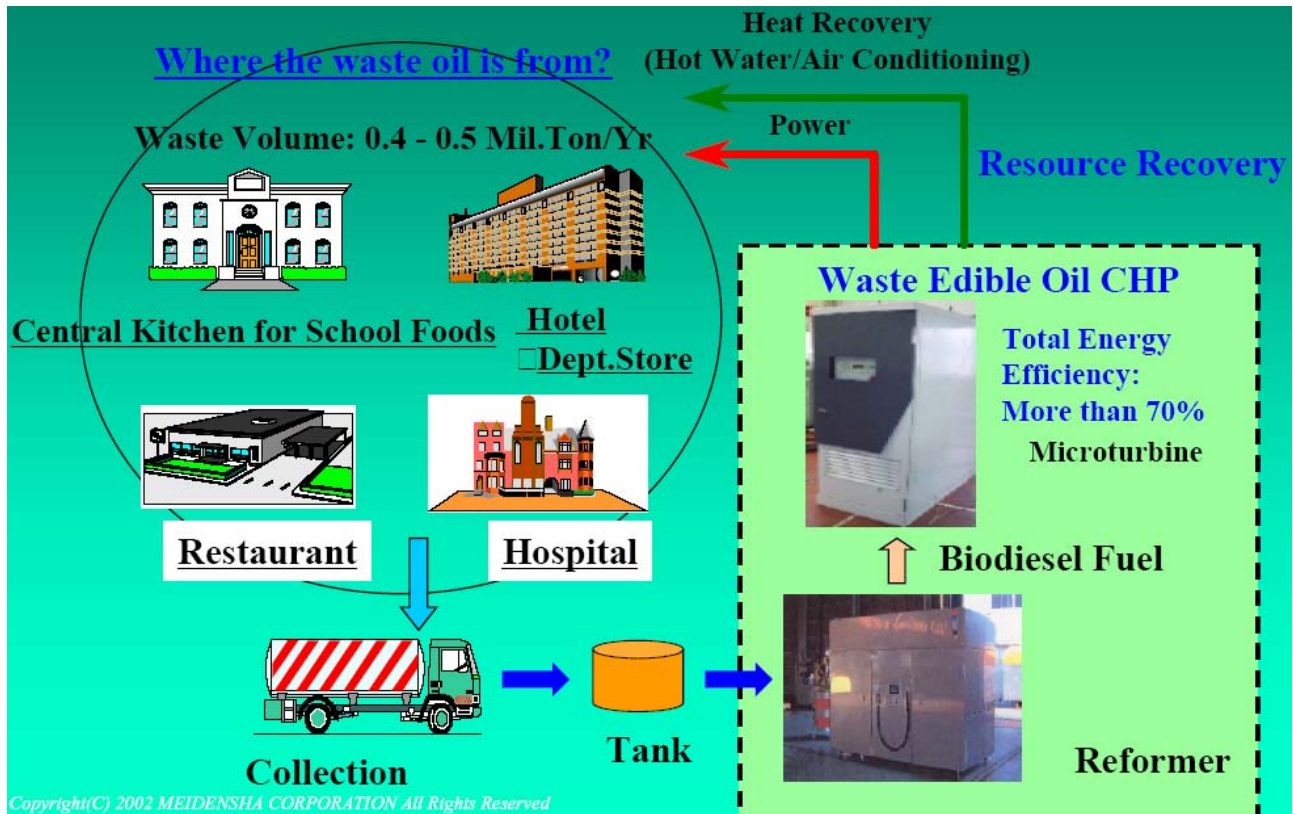 Heat Recovery
(Hot Water/Air Conditioning)
Where the waste oil is from?
Power
Waste Volume: 0.4 - 0.5 Mil.Ton/Yr
Resource Recovery
Central Kitchen for School Foods
Hotel
□Dept.Store
Restaurant
Hospital
Waste Edible Oil CHP
Total Energy
Efficiency:
More than 70%
Microturbine
Biodiesel Fuel
Collection
Tank
Reformer
Copyright(C) 2002 MEIDENSHA CORPORATION All Rights Reserved